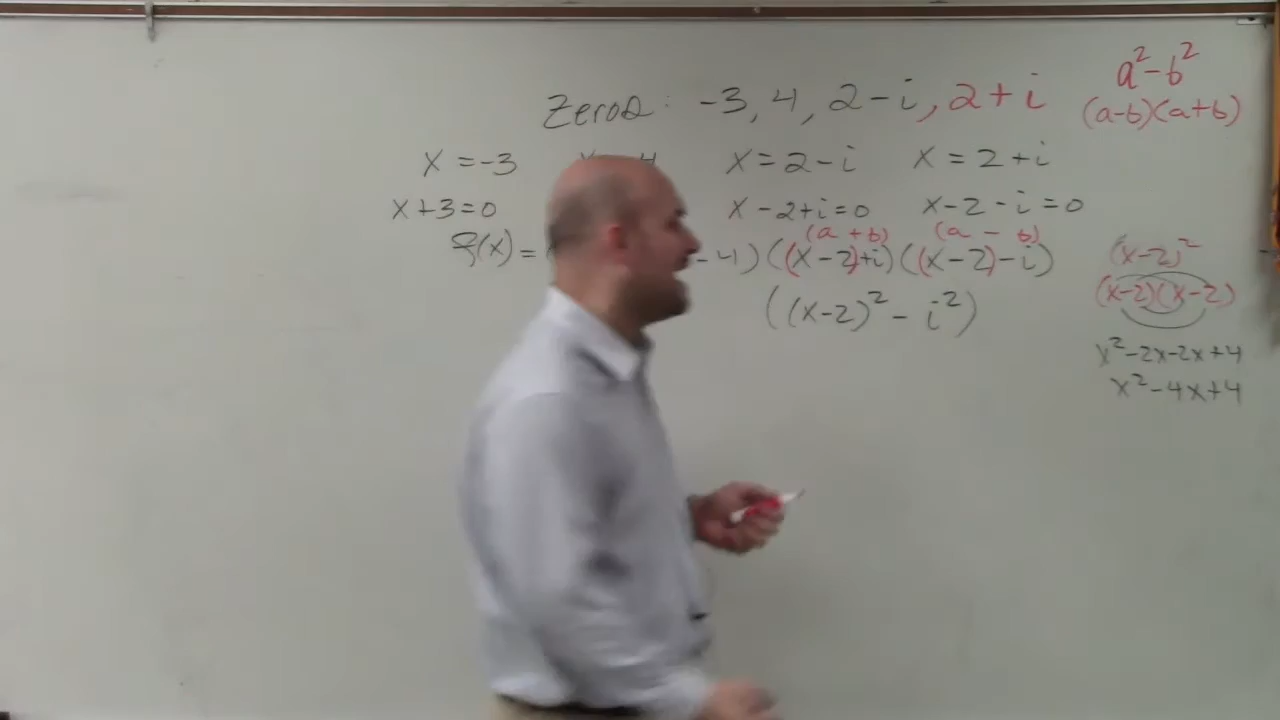 Zeros: -3, 4, 2-i, 2+i
a²-b²
(a-b)(a+b)
x=-3
4
x=2-i
x=2+i
x+3=0
x-2+i=0
x-2-i=0
(a+b)
(a-b)
f(x)=
-4)((x-2)+i)((x-2)-i)
((x-2)²-i²)
(x-2)²
(x-2)(x-2)
x²-2x-2x+4
x²-4x+4